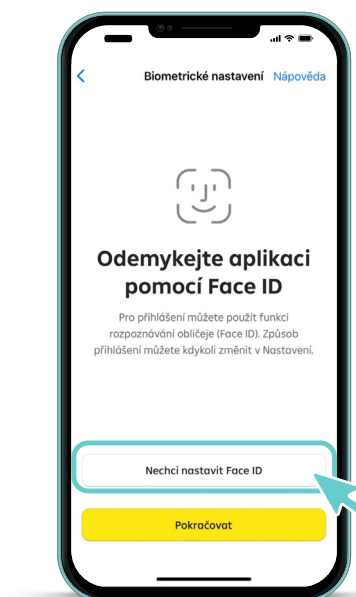 Biometrické nastavení Nápověda
Odemykejte aplikaci
pomocí Face ID
Pro přihlášení můžete použít funkci
rozpoznávání obličeje (Face ID). Způsob
přihlášení můžete kdykoli změnit v Nastavení.
Nechci nastavit Face ID
Pokračovat